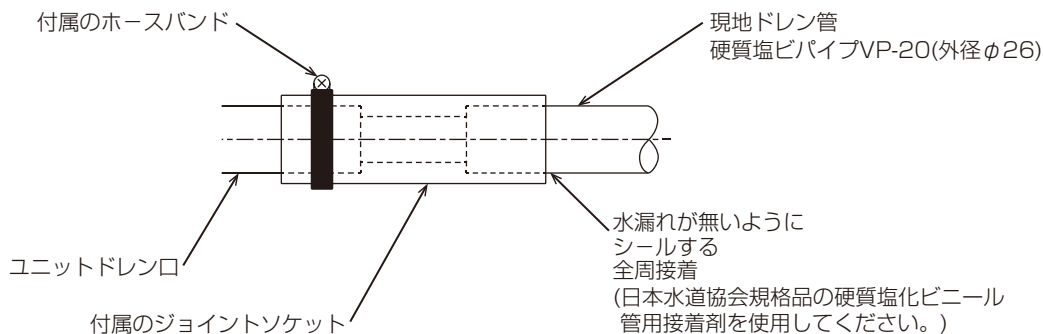 付属のホースバンド
現地ドレン管
硬質塩ビパイプVP-20(外径φ26)
水漏れが無いように
シールする
全周接着
(日本水道協会規格品の硬質塩化ビニール
管用接着剤を使用してください。)
ユニットドレン口
付属のジョイントソケット